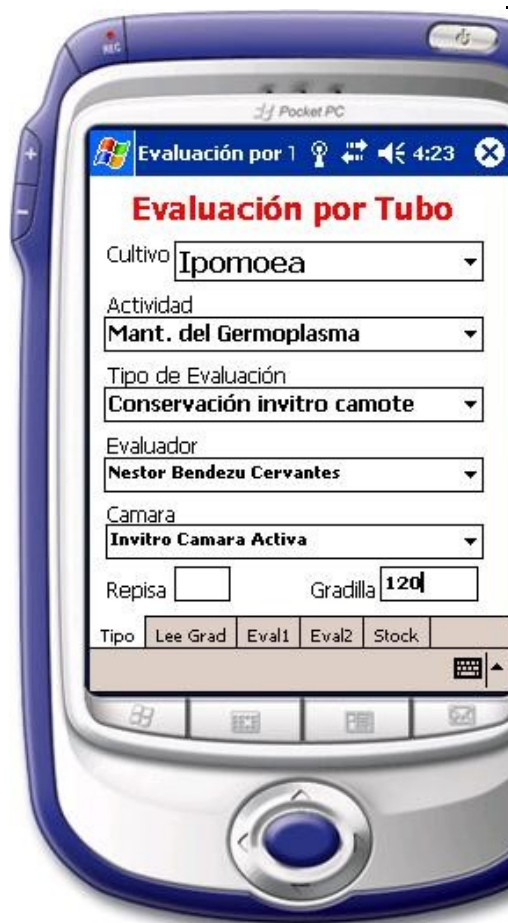 REC
Pocket PC
Evaluación por 1 4:23
Evaluación por Tubo
Cultivo Ipomoea
Actividad
Mant. del Germoplasma
Tipo de Evaluación
Conservación invitro camote
Evaluador
Nestor Bendezu Cervantes
Camara
Invitro Camara Activa
Repisa Gradilla 120
Tipo Lee Grad Eval1 Eval2 Stock